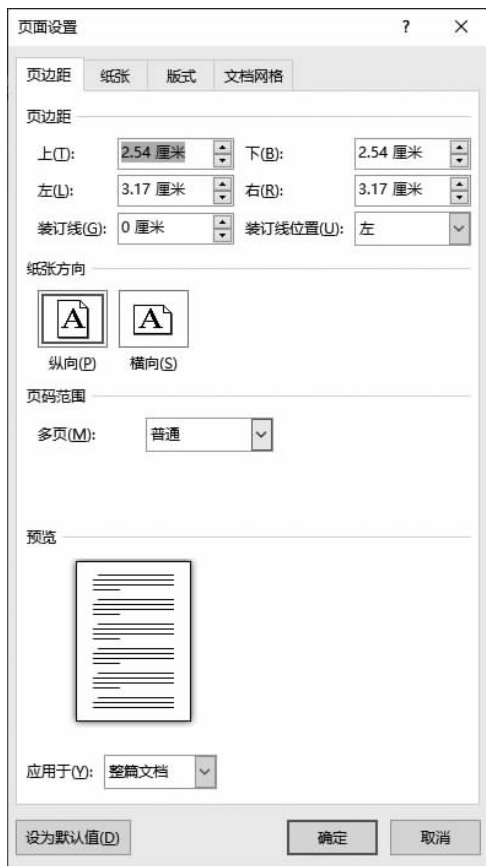 页面设置 ? ×
页边距 纸张 版式 文档网格
页边距
上(T): 2.54 厘米 下(B): 2.54 厘米
左(L): 3.17 厘米 右(R): 3.17 厘米
装订线(G): 0 厘米 装订线位置(U): 左
纸张方向
A A
纵向(P) 横向(S)
页码范围
多页(M): 普通
预览
应用于(Y): 整篇文档
设为默认值(D) 确定 取消